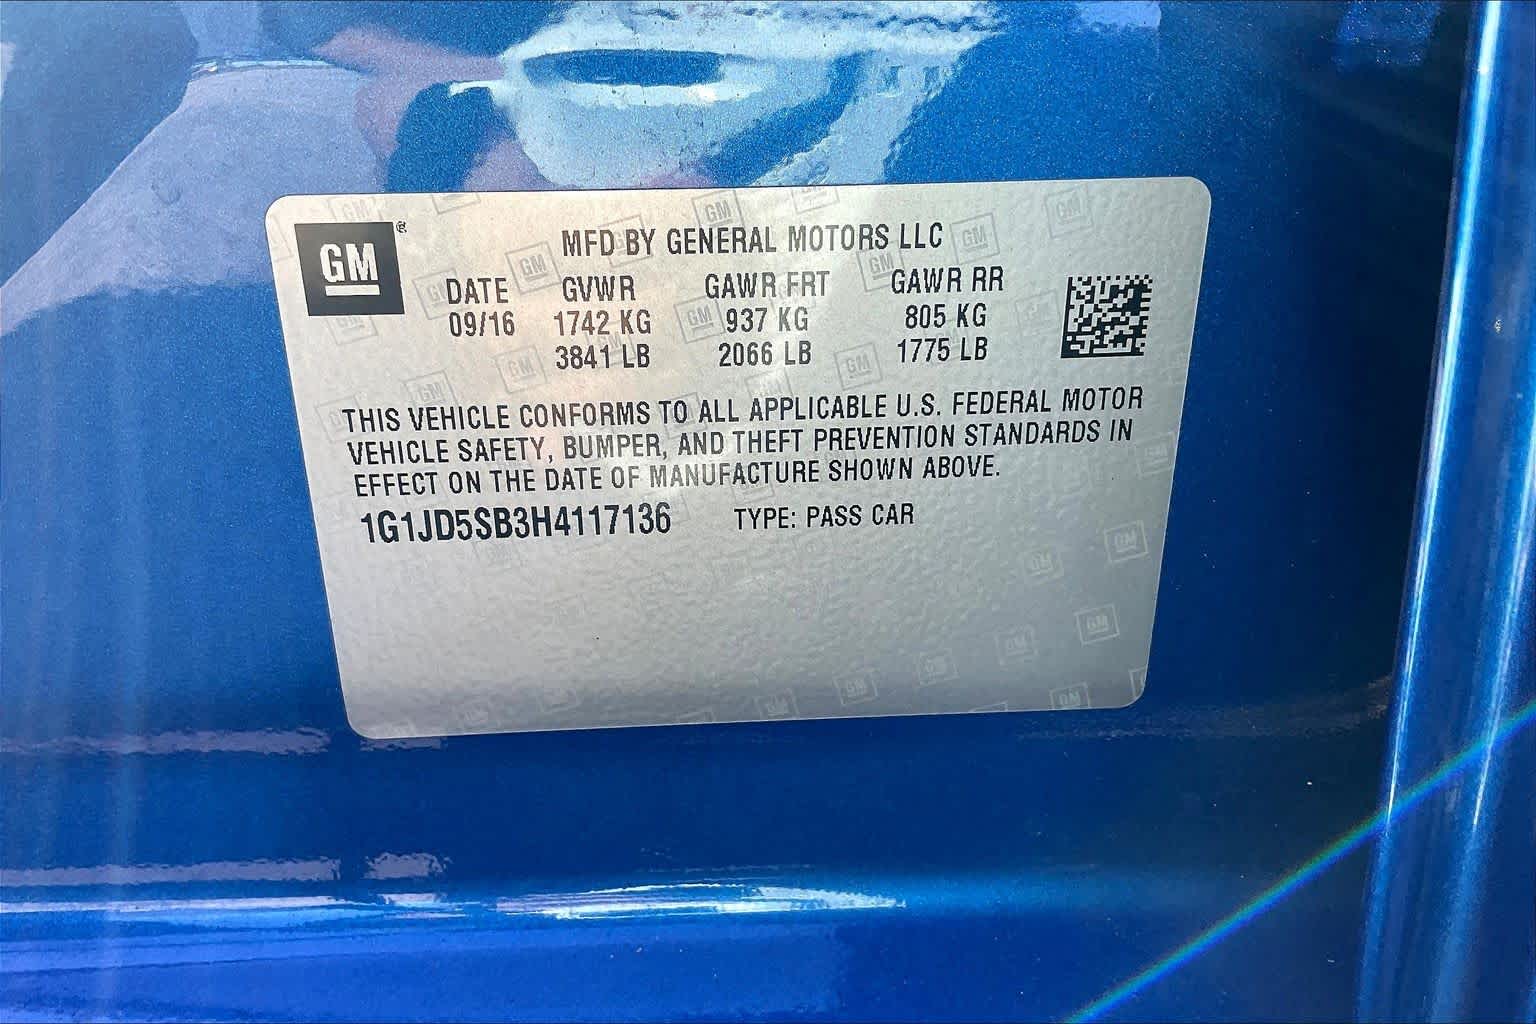 GM ®
MFD BY GENERAL MOTORS LLC
DATE GVWR GAWR FRT GAWR RR
09/16 1742 KG 937 KG 805 KG
3841 LB 2066 LB 1775 LB
THIS VEHICLE CONFORMS TO ALL APPLICABLE U.S. FEDERAL MOTOR
VEHICLE SAFETY, BUMPER, AND THEFT PREVENTION STANDARDS IN
EFFECT ON THE DATE OF MANUFACTURE SHOWN ABOVE.
1G1JD5SB3H4117136 TYPE: PASS CAR